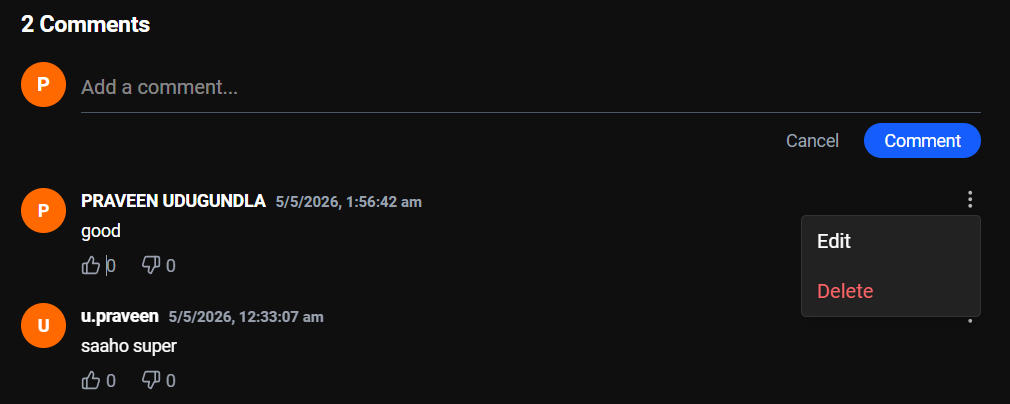 2 Comments
P
Add a comment...
Cancel
Comment
P
PRAVEEN UDUGUNDLA 5/5/2026, 1:56:42 am
good
0 0
Edit
Delete
U
u.praveen 5/5/2026, 12:33:07 am
saaho super
0 0